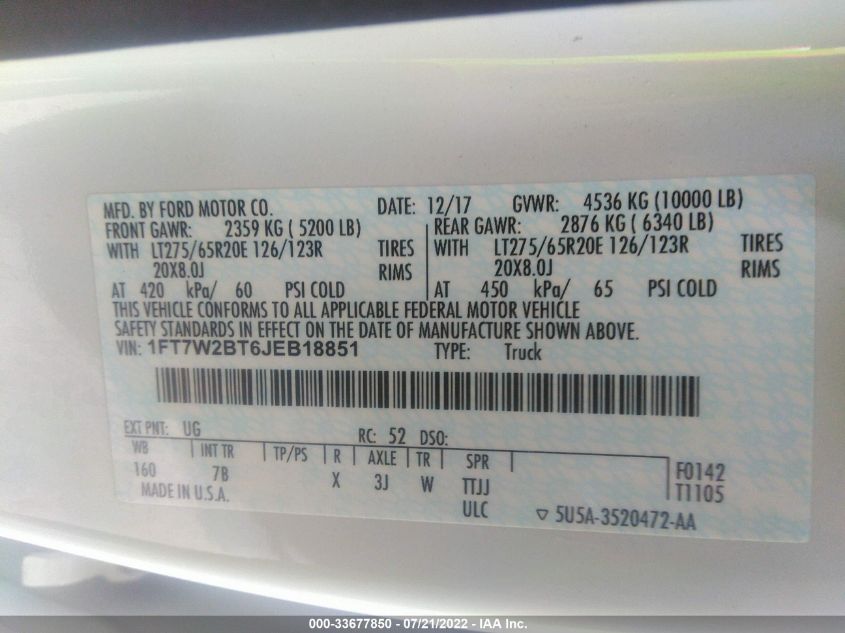 MFD. BY FORD MOTOR CO. DATE: 12/17 GVWR: 4536 KG (10000 LB)
FRONT GAWR: 2359 KG ( 5200 LB) REAR GAWR: 2876 KG ( 6340 LB)
WITH LT275/65R20E 126/123R TIRES WITH LT275/65R20E 126/123R TIRES
20X8.0J RIMS 20X8.0J RIMS
AT 420 kPa/ 60 PSI COLD AT 450 kPa/ 65 PSI COLD
THIS VEHICLE CONFORMS TO ALL APPLICABLE FEDERAL MOTOR VEHICLE
SAFETY STANDARDS IN EFFECT ON THE DATE OF MANUFACTURE SHOWN ABOVE.
VIN: 1FT7W2BT6JEB18851 TYPE: Truck
EXT PNT: UG RC: 52 DSO:
WB INT TR TP/PS R AXLE TR SPR F0142
160 7B X 3J W TTJJ T1105
MADE IN U.S.A. ULC 5U5A-3520472-AA
000-33677850 - 07/21/2022 - IAA Inc.